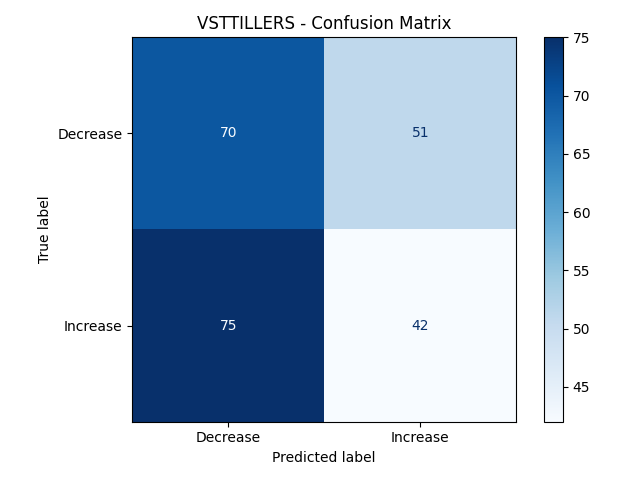 VSTTILLERS - Confusion Matrix
True label
Decrease
70
51
Increase
75
42
Decrease
Increase
Predicted label
75
70
65
60
55
50
45